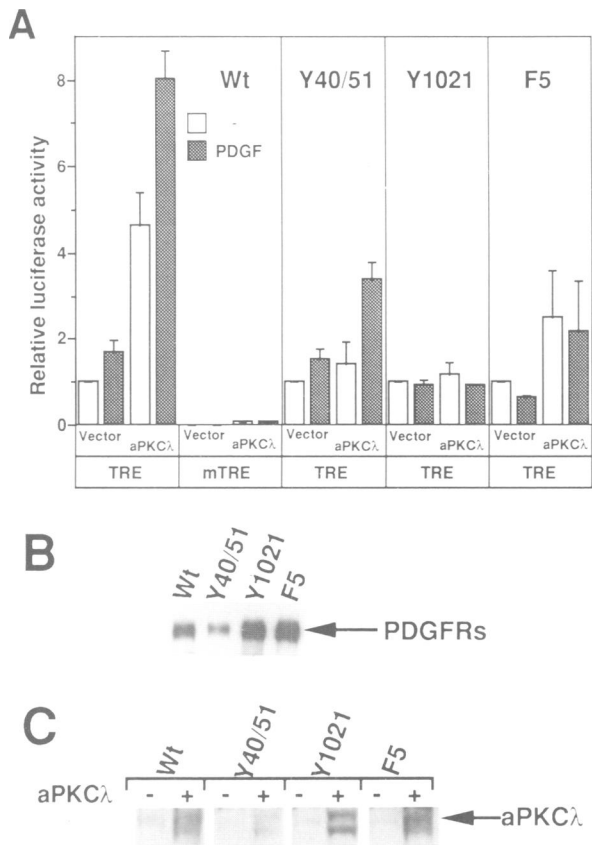 A
Relative luciferase activity
8
6
4
2
0
Wt
Y40/51
Y1021
F5
-
PDGF
Vector
aPKCλ
Vector
aPKCλ
Vector
aPKCλ
Vector
aPKCλ
Vector
aPKCλ
TRE
mTRE
TRE
TRE
TRE
B
Wt
Y40/51
Y1021
F5
PDGFRs
C
Wt
Y40/51
Y1021
F5
aPKCλ - + - + - + - +
aPKCλ